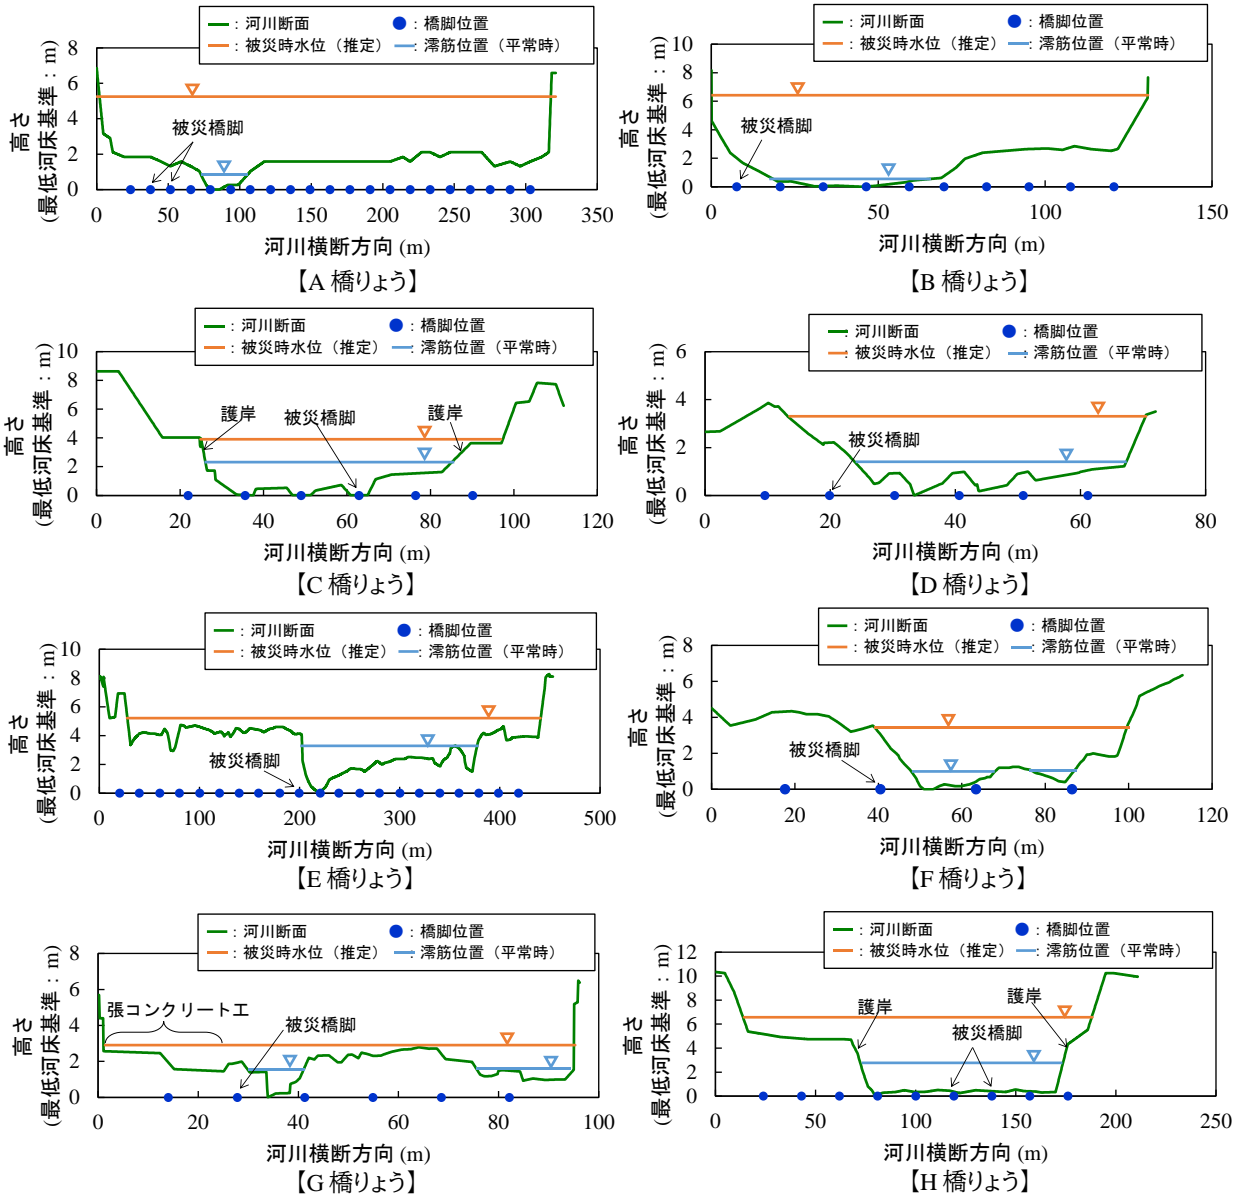 ：河川断面
：橋脚位置
：被災時水位（推定）
：澪筋位置（平常時）
高さ
(最低河床基準：m)
8
6
4
2
0
被災橋脚
0
50
100
150
200
250
300
350
河川横断方向 (m)
【A 橋りょう】
：河川断面
：橋脚位置
：被災時水位（推定）
：澪筋位置（平常時）
高さ
(最低河床基準：m)
10
8
6
4
2
0
被災橋脚
0
50
100
150
河川横断方向 (m)
【B 橋りょう】
：河川断面
：橋脚位置
：被災時水位（推定）
：澪筋位置（平常時）
高さ
(最低河床基準：m)
10
8
6
4
2
0
護岸
被災橋脚
護岸
0
20
40
60
80
100
120
河川横断方向 (m)
【C 橋りょう】
：河川断面
：橋脚位置
：被災時水位（推定）
：澪筋位置（平常時）
高さ
(最低河床基準：m)
6
4
2
0
被災橋脚
0
20
40
60
80
河川横断方向 (m)
【D 橋りょう】
：河川断面
：橋脚位置
：被災時水位（推定）
：澪筋位置（平常時）
高さ
(最低河床基準：m)
10
8
6
4
2
0
被災橋脚
0
100
200
300
400
500
河川横断方向 (m)
【E 橋りょう】
：河川断面
：橋脚位置
：被災時水位（推定）
：澪筋位置（平常時）
高さ
(最低河床基準：m)
8
6
4
2
0
被災橋脚
0
20
40
60
80
100
120
河川横断方向 (m)
【F 橋りょう】
：河川断面
：橋脚位置
：被災時水位（推定）
：澪筋位置（平常時）
高さ
(最低河床基準：m)
8
6
4
2
0
張コンクリート工
被災橋脚
0
20
40
60
80
100
河川横断方向 (m)
【G 橋りょう】
：河川断面
：橋脚位置
：被災時水位（推定）
：澪筋位置（平常時）
高さ
(最低河床基準：m)
12
10
8
6
4
2
0
護岸
被災橋脚
護岸
0
50
100
150
200
250
河川横断方向 (m)
【H 橋りょう】